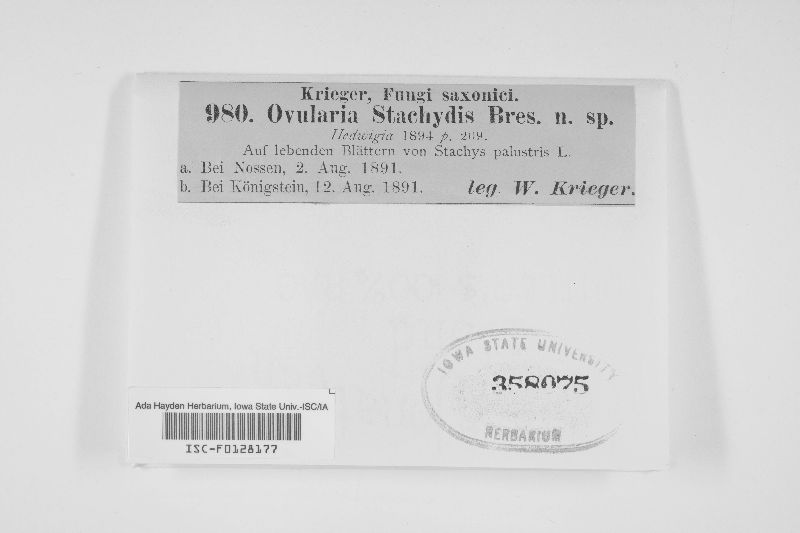 Krieger, Fungi saxonici.
980. Ovularia Stachydis Bres. n. sp.
Hedwigia 1894 p. 209.
Auf lebenden Blättern von Stachys palustris L.
a. Bei Nossen, 2. Aug. 1891.
b. Bei Königstein, 12. Aug. 1891. leg. W. Krieger.
IOWA STATE UNIVERSITY
358075
HERBARIUM
Ada Hayden Herbarium, Iowa State Univ.-ISC/IA
ISC-F0128177